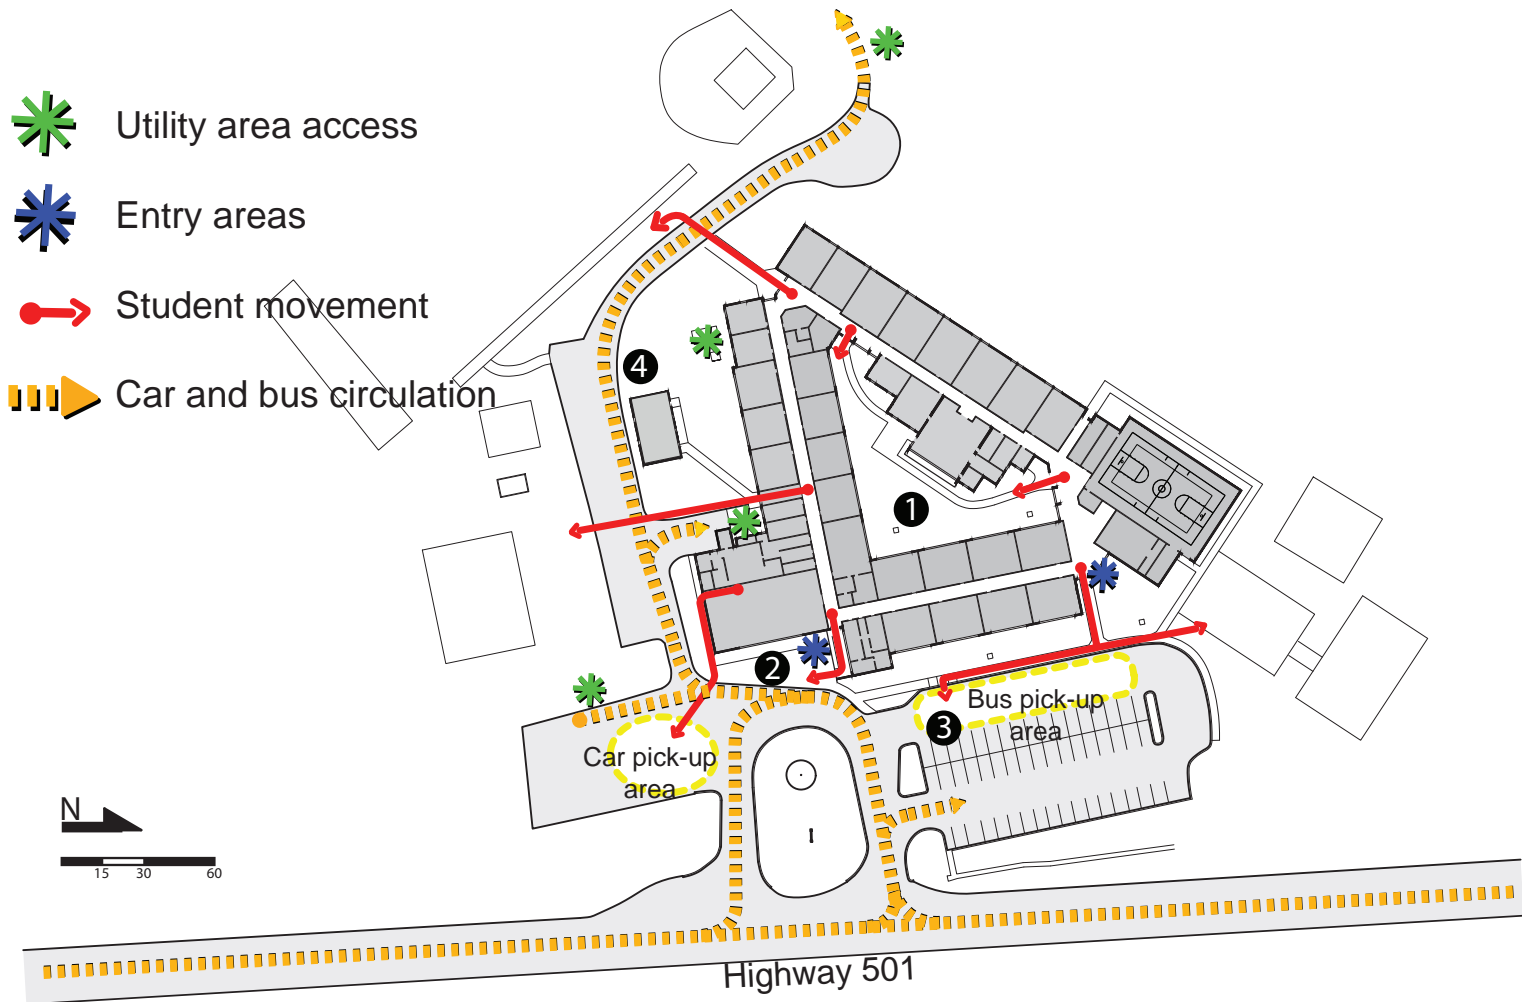 Utility area access
Entry areas
Student movement
Car and bus circulation
4
1
2
3
Bus pick-up
area
Car pick-up
area
N
15 30 60
Highway 501